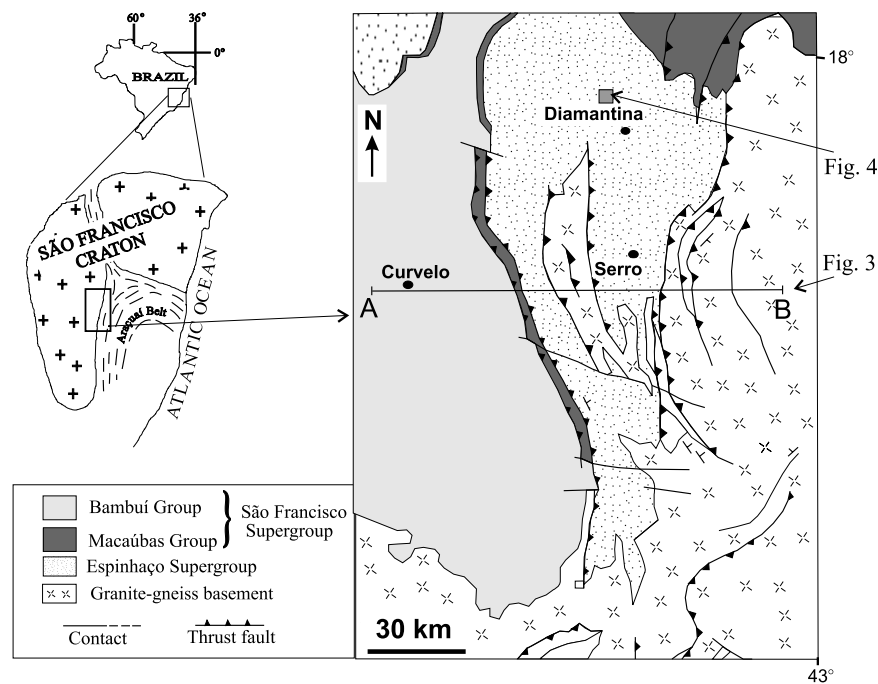 60°
36°
0°
BRAZIL
SÃO FRANCISCO
CRATON
Araçuaí Belt
ATLANTIC OCEAN
18°
N
Diamantina
Fig. 4
Serro
Fig. 3
Curvelo
A
B
Bambuí Group
Macaúbas Group
São Francisco
Supergroup
Espinhaço Supergroup
Granite-gneiss basement
Contact
Thrust fault
30 km
43°